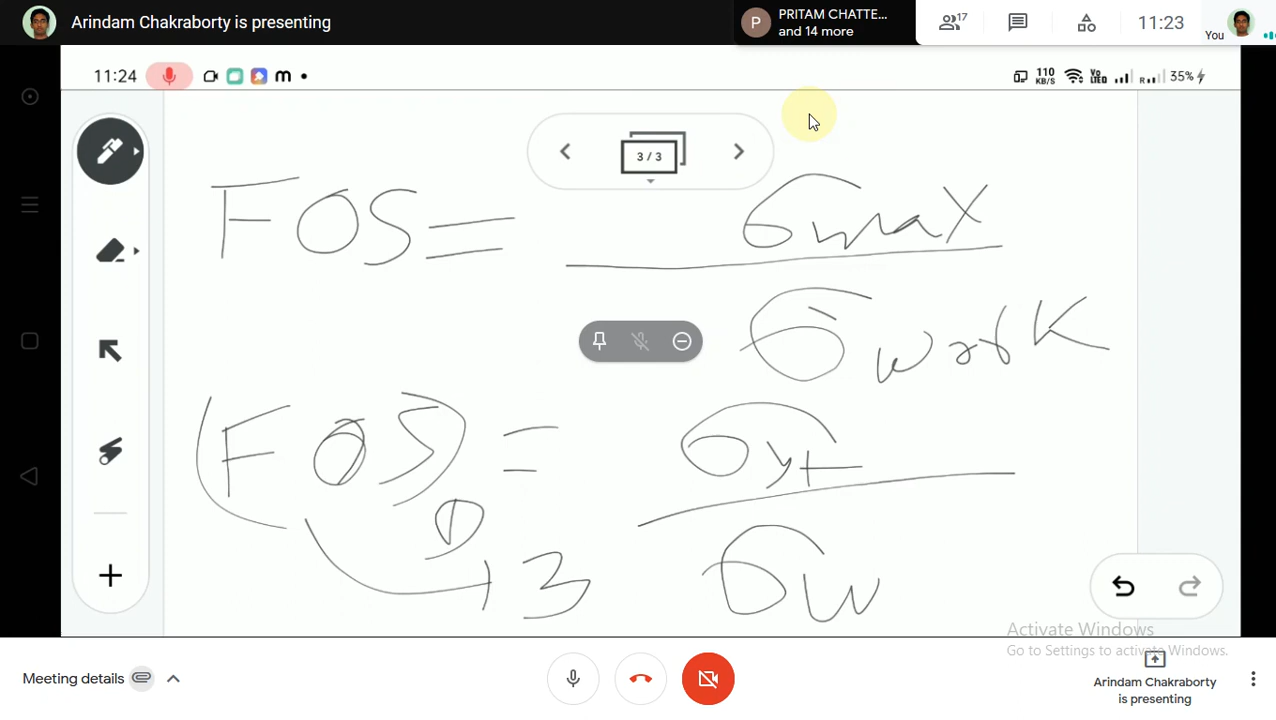 Arindam Chakraborty is presenting
P PRITAM CHATTE...
and 14 more
17
11:23
You
11:24
110
KB/S
35%
3 / 3
FOS = σmax
σwork
(FOS)D = σyt
σw
3
Activate Windows
Go to Settings to activate Windows.
Meeting details
Arindam Chakraborty
is presenting